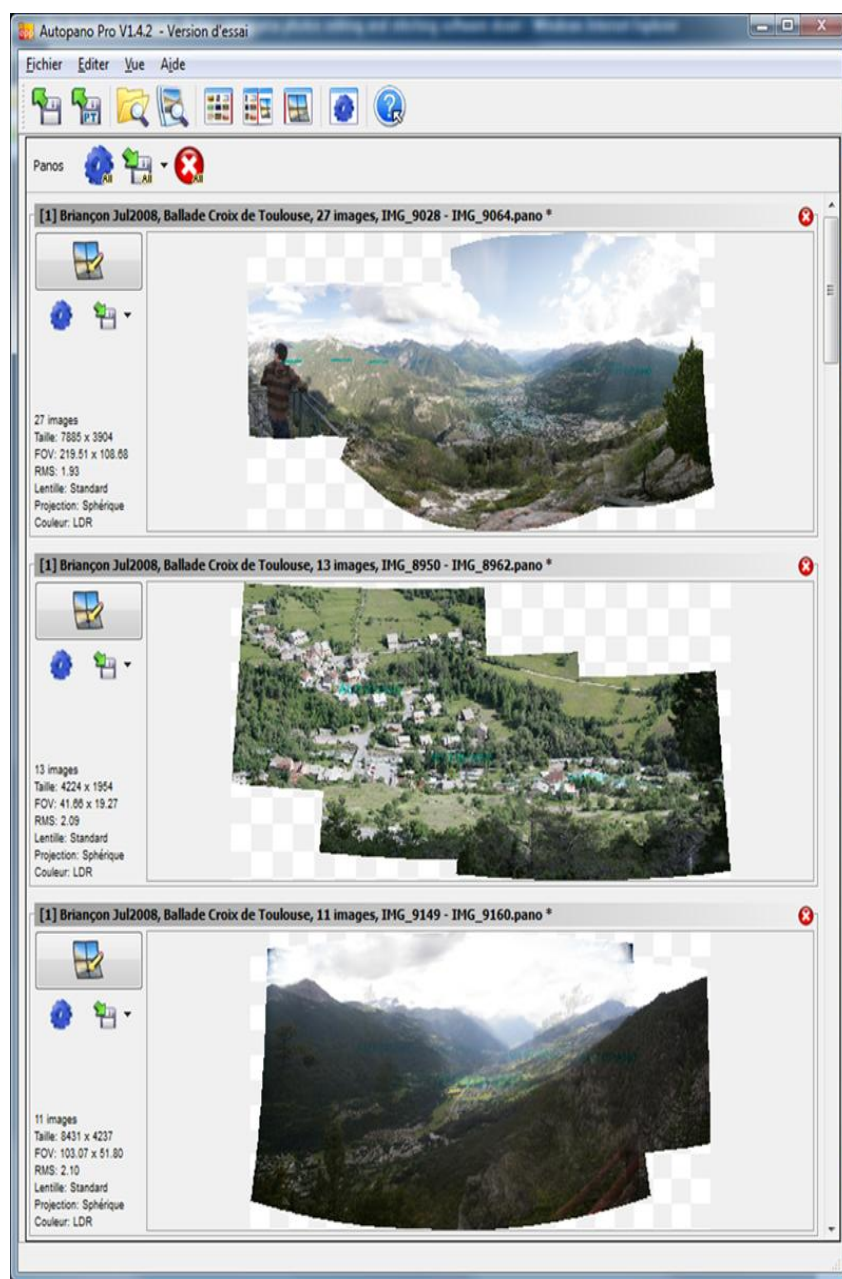 Autopano Pro V1.4.2 - Version d'essai
Fichier Editer Vue Aide
PT
Panos All All All
[1] Briançon Jul2008, Ballade Croix de Toulouse, 27 images, IMG_9028 - IMG_9064.pano *
27 images
Taille: 7885 x 3904
FOV: 219.51 x 108.68
RMS: 1.93
Lentille: Standard
Projection: Sphérique
Couleur: LDR
[1] Briançon Jul2008, Ballade Croix de Toulouse, 13 images, IMG_8950 - IMG_8962.pano *
13 images
Taille: 4224 x 1954
FOV: 41.66 x 19.27
RMS: 2.09
Lentille: Standard
Projection: Sphérique
Couleur: LDR
[1] Briançon Jul2008, Ballade Croix de Toulouse, 11 images, IMG_9149 - IMG_9160.pano *
11 images
Taille: 8431 x 4237
FOV: 103.07 x 51.80
RMS: 2.10
Lentille: Standard
Projection: Sphérique
Couleur: LDR